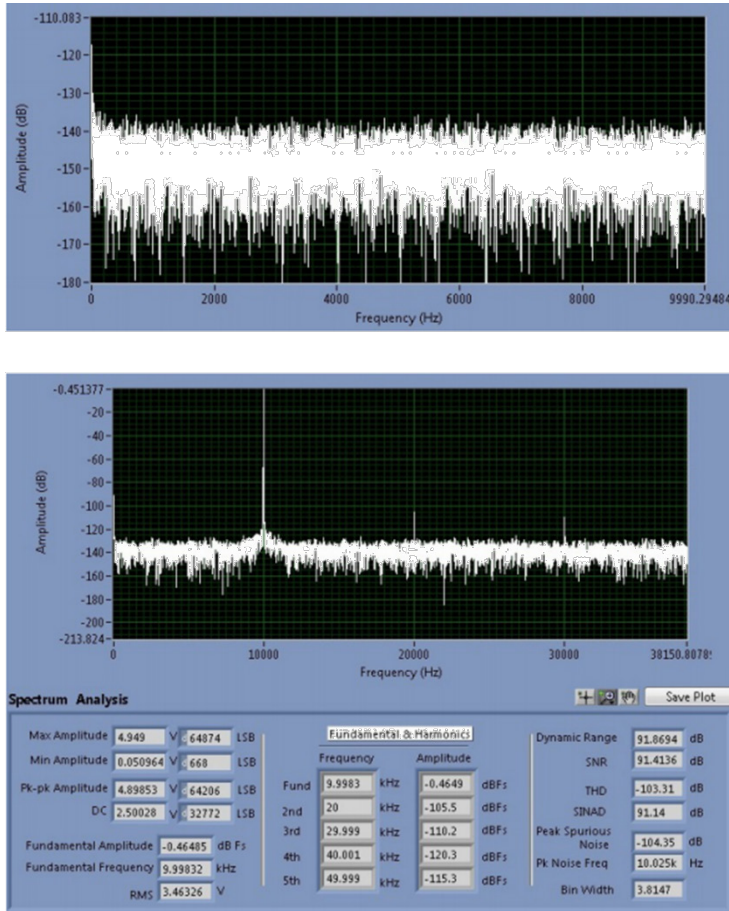 -110.083
-120
-130
-140
-150
-160
-170
-180
Amplitude (dB)
0 2000 4000 6000 8000 9990.29484
Frequency (Hz)
-0.451377
-20
-40
-60
-80
-100
-120
-140
-160
-180
-200
-213.824
Amplitude (dB)
0 10000 20000 30000 38150.8078
Frequency (Hz)
Spectrum Analysis
Save Plot
Max Amplitude 4.949 V 64874 LSB
Min Amplitude 0.050964 V 668 LSB
Pk-pk Amplitude 4.89853 V 64206 LSB
DC 2.50028 V 32772 LSB
Fundamental Amplitude -0.46485 dB Fs
Fundamental Frequency 9.99832 kHz
RMS 3.46326 V
Fundamental & Harmonics
Frequency Amplitude
Fund 9.9983 kHz -0.4649 dBFs
2nd 20 kHz -105.5 dBFs
3rd 29.999 kHz -110.2 dBFs
4th 40.001 kHz -120.3 dBFs
5th 49.999 kHz -115.3 dBFs
Dynamic Range 91.8694 dB
SNR 91.4136 dB
THD -103.31 dB
SINAD 91.14 dB
Peak Spurious
Noise -104.35 dB
Pk Noise Freq 10.025k Hz
Bin Width 3.8147